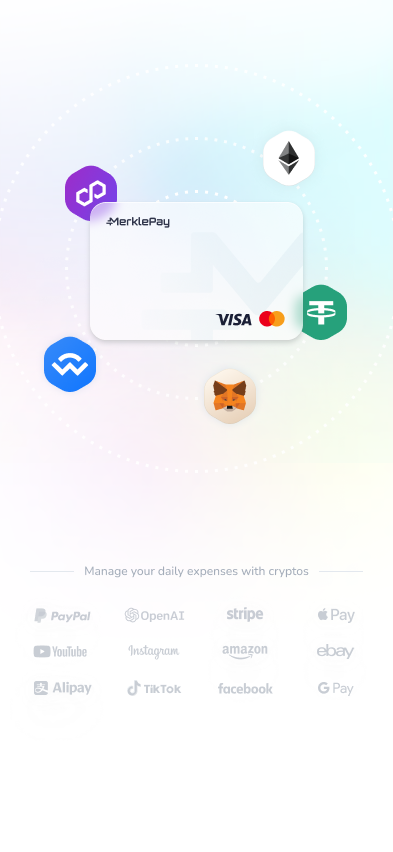 MerklePay
VISA
Manage your daily expenses with cryptos
PayPal OpenAI stripe Pay
YouTube Instagram amazon ebay
支 Alipay TikTok facebook G Pay